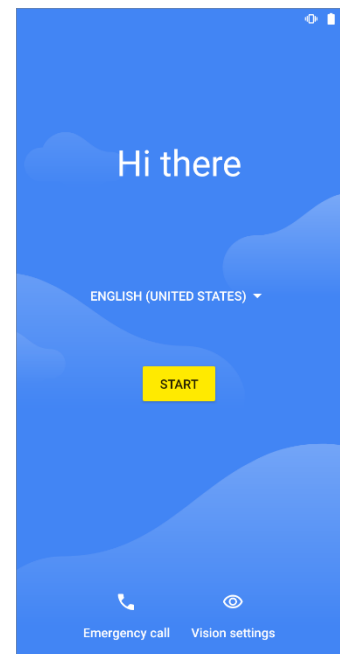 Hi there
ENGLISH (UNITED STATES)
START
Emergency call Vision settings